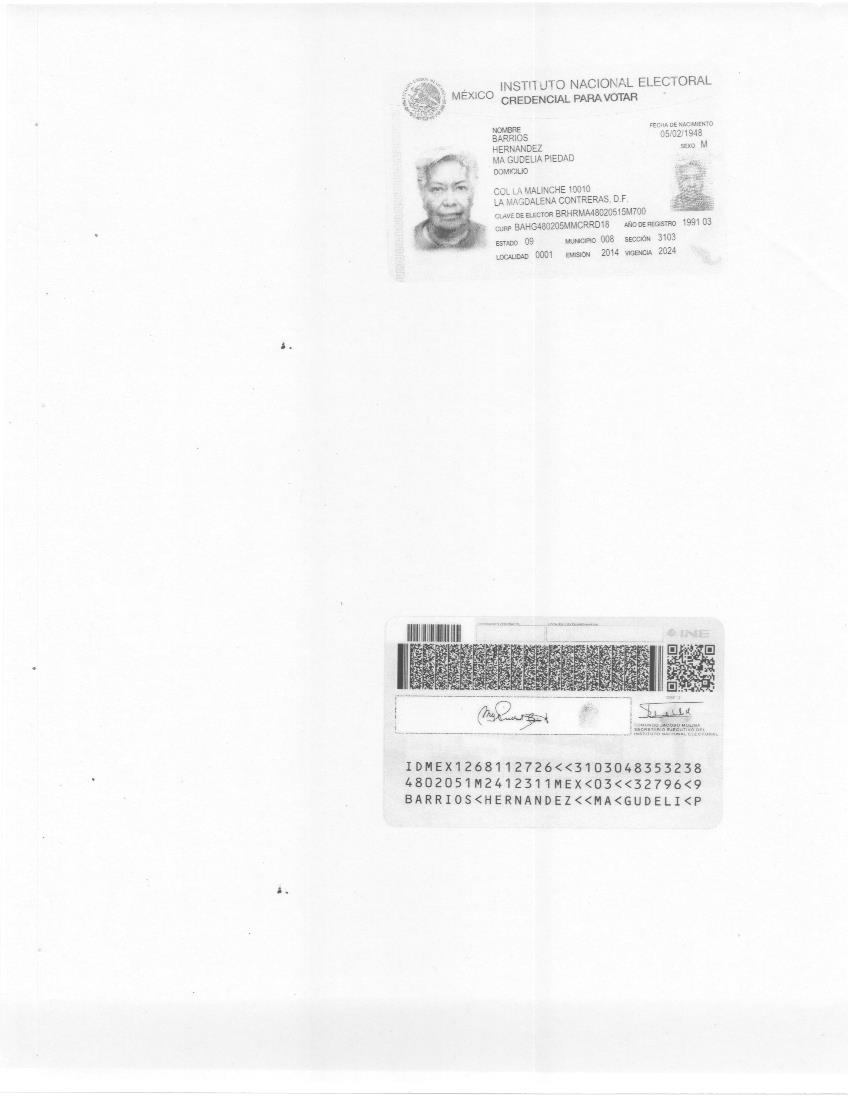 INSTITUTO NACIONAL ELECTORAL
MÉXICO CREDENCIAL PARA VOTAR
NOMBRE
BARRIOS
HERNANDEZ
MA GUDELIA PIEDAD
FECHA DE NACIMIENTO
05/02/1948
SEXO M
DOMICILIO
COL LA MALINCHE 10010
LA MAGDALENA CONTRERAS, D.F.
CLAVE DE ELECTOR BRHRMA48020515M700
CURP BAHG480205MMCRRD18 AÑO DE REGISTRO 1991 03
ESTADO 09 MUNICIPIO 008 SECCIÓN 3103
LOCALIDAD 0001 EMISIÓN 2014 VIGENCIA 2024
INE
EDMUNDO JACOBO MOLINA
SECRETARIO EJECUTIVO DEL
INSTITUTO NACIONAL ELECTORAL
IDMEX1268112726<<3103048353238
4802051M2412311MEX<03<<32796<9
BARRIOS<HERNANDEZ<<MA<GUDELI<P